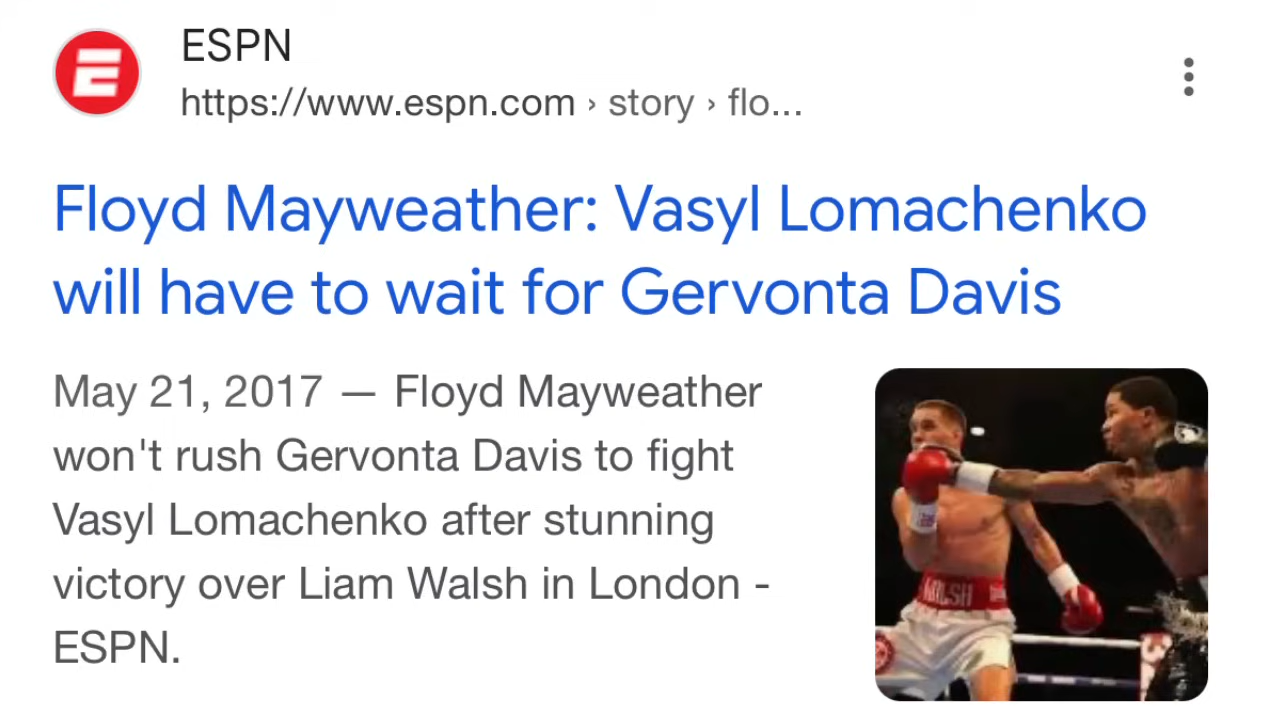 ESPN
https://www.espn.com › story › flo...
Floyd Mayweather: Vasyl Lomachenko
will have to wait for Gervonta Davis
May 21, 2017 — Floyd Mayweather
won't rush Gervonta Davis to fight
Vasyl Lomachenko after stunning
victory over Liam Walsh in London -
ESPN.
WALSH